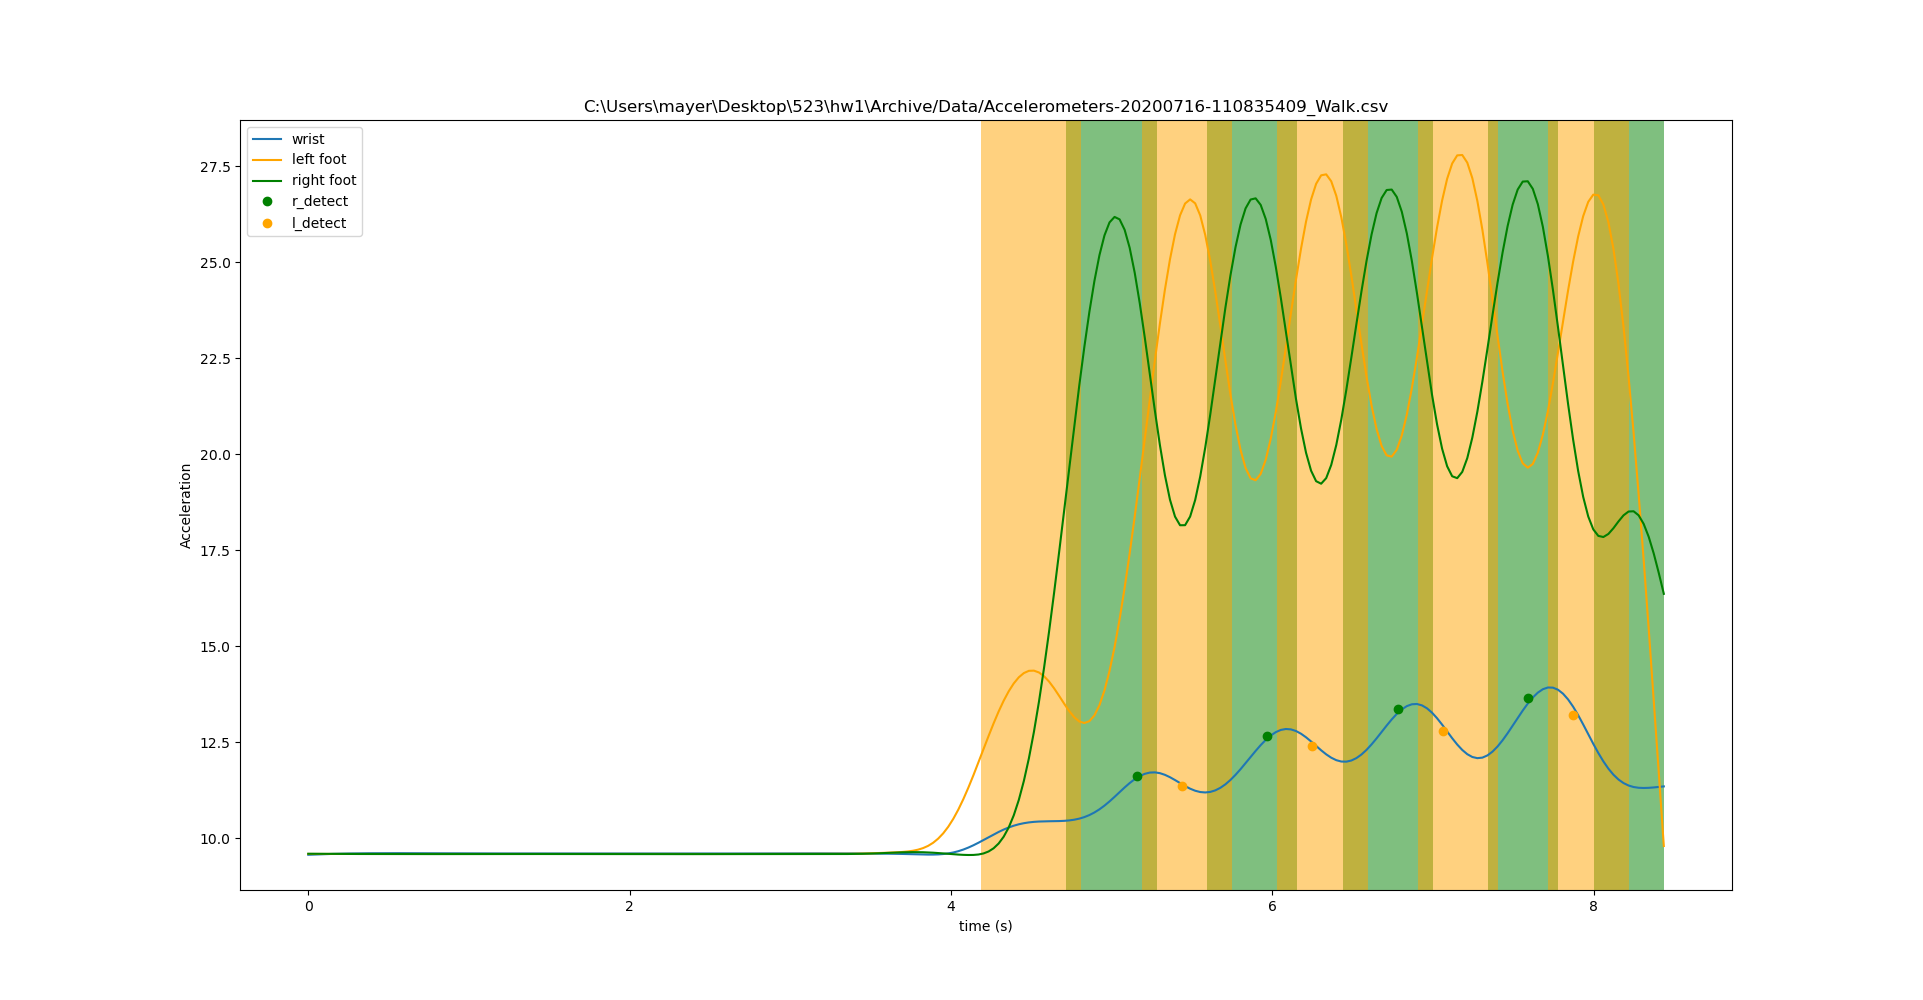 C:\Users\mayer\Desktop\523\hw1\Archive/Data/Accelerometers-20200716-110835409_Walk.csv
wrist
left foot
right foot
r_detect
l_detect
27.5
25.0
22.5
20.0
17.5
15.0
12.5
10.0
Acceleration
0 2 4 6 8
time (s)